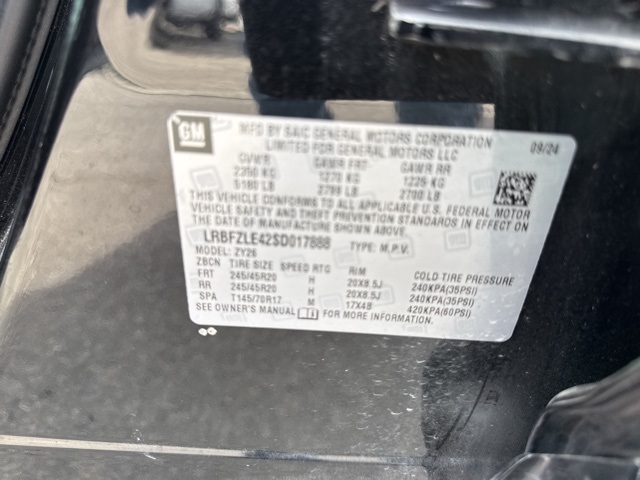 GM
MFD BY SAIC GENERAL MOTORS CORPORATION 09/24
LIMITED FOR GENERAL MOTORS LLC
GVWR GAWR FRT GAWR RR
2350 KG 1270 KG 1225 KG
5180 LB 2799 LB 2700 LB
THIS VEHICLE CONFORMS TO ALL APPLICABLE U.S. FEDERAL MOTOR
VEHICLE SAFETY AND THEFT PREVENTION STANDARDS IN EFFECT ON
THE DATE OF MANUFACTURE SHOWN ABOVE.
LRBFZLE42SD017888 TYPE: M.P.V.
MODEL: ZY26
ZBCN TIRE SIZE SPEED RTG RIM COLD TIRE PRESSURE
FRT 245/45R20 H 20X8.5J 240KPA(35PSI)
RR 245/45R20 H 20X8.5J 240KPA(35PSI)
SPA T145/70R17 M 17X4B 420KPA(60PSI)
SEE OWNER'S MANUAL FOR MORE INFORMATION